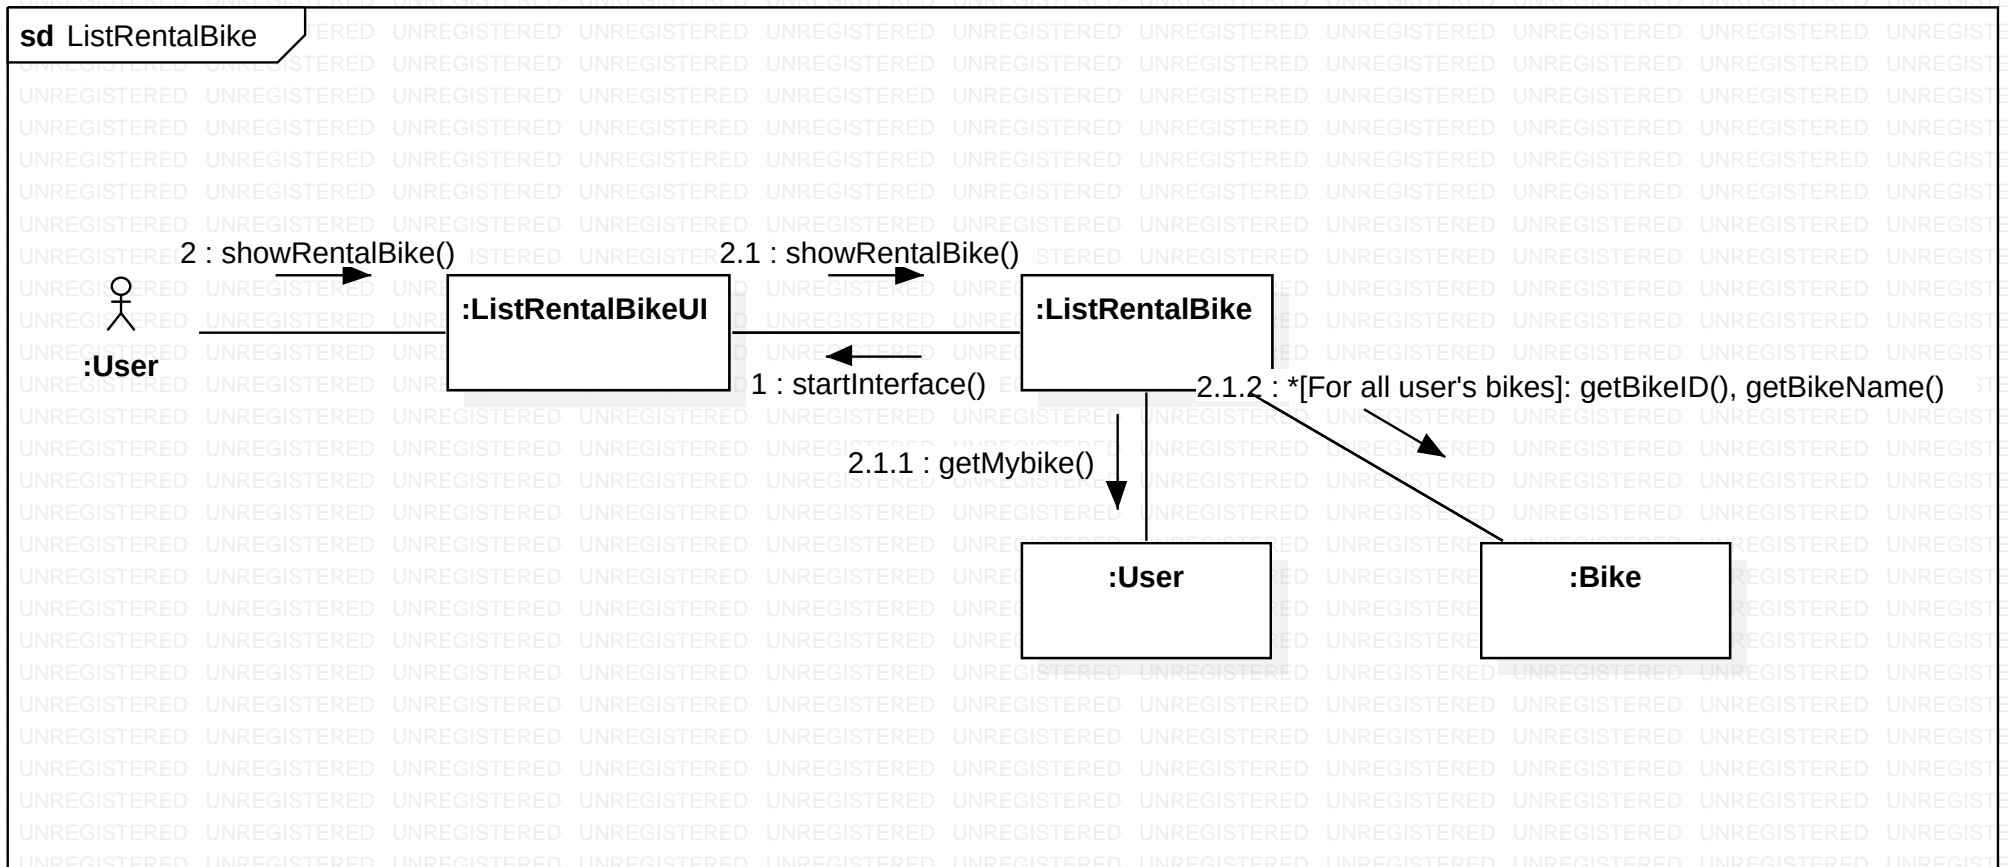 sd ListRentalBike
2 : showRentalBike()
2.1 : showRentalBike()
:ListRentalBikeUI
:ListRentalBike
:User
1 : startInterface()
2.1.2 : *[For all user's bikes]: getBikeID(), getBikeName()
2.1.1 : getMybike()
:User
:Bike
UNREGISTERED